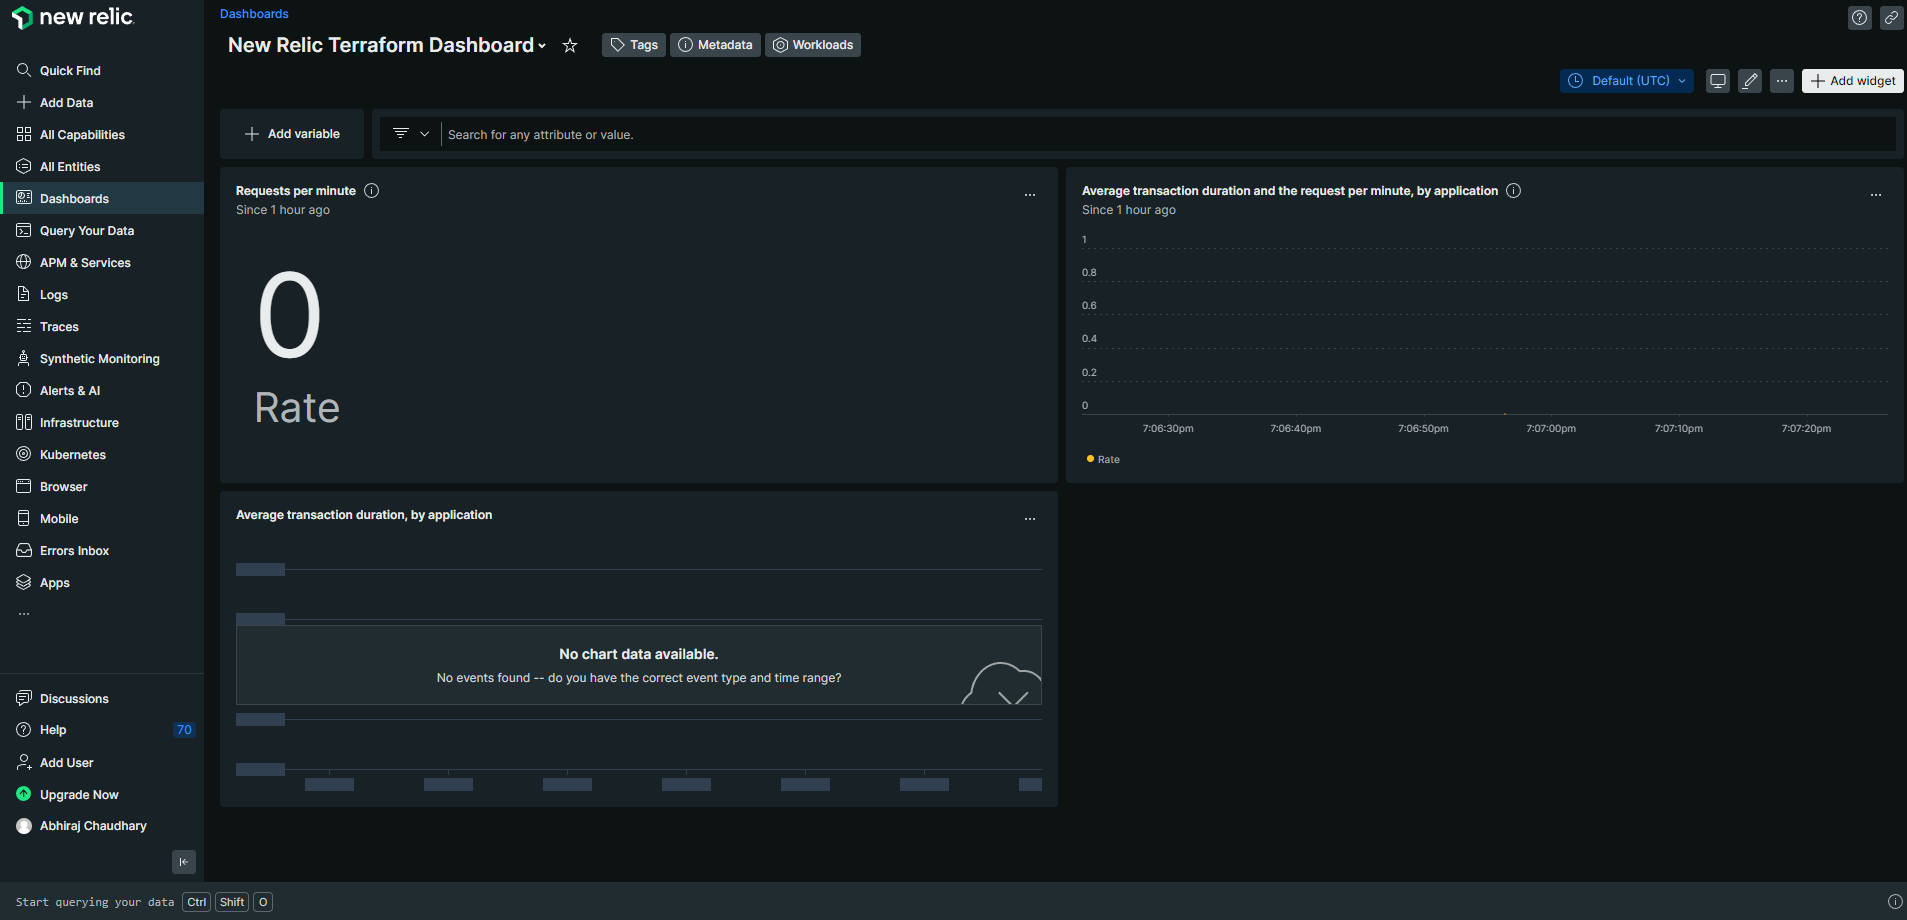 new relic
Quick Find
Add Data
All Capabilities
All Entities
Dashboards
Query Your Data
APM & Services
Logs
Traces
Synthetic Monitoring
Alerts & AI
Infrastructure
Kubernetes
Browser
Mobile
Errors Inbox
Apps
...
Discussions
Help 70
Add User
Upgrade Now
Abhiraj Chaudhary
Dashboards
New Relic Terraform Dashboard
Tags Metadata Workloads
Default (UTC) ... Add widget
Add variable
Search for any attribute or value.
Requests per minute
Since 1 hour ago
...
0
Rate
Average transaction duration and the request per minute, by application
Since 1 hour ago
...
1
0.8
0.6
0.4
0.2
0
7:06:30pm 7:06:40pm 7:06:50pm 7:07:00pm 7:07:10pm 7:07:20pm
Rate
Average transaction duration, by application
...
No chart data available.
No events found -- do you have the correct event type and time range?
Start querying your data Ctrl Shift O